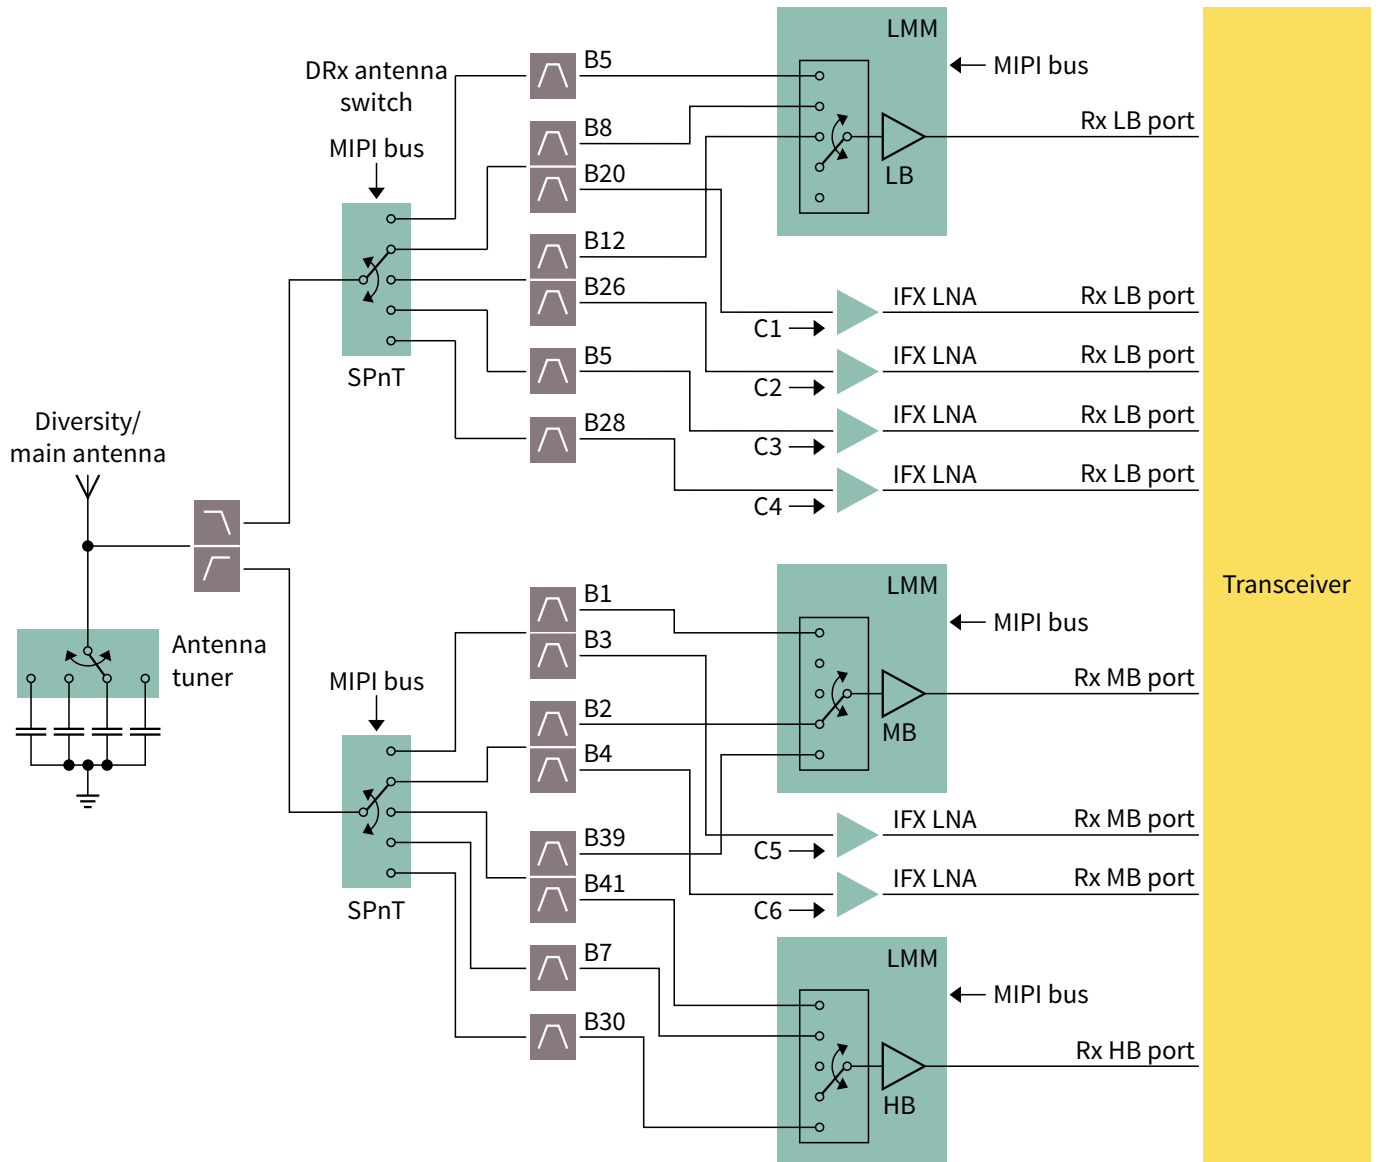 LMM
DRx antenna
switch
MIPI bus
B5
MIPI bus
Rx LB port
LB
B8
B20
B12
B26
B5
B28
SPnT
IFX LNA
Rx LB port
C1
IFX LNA
Rx LB port
C2
IFX LNA
Rx LB port
C3
IFX LNA
Rx LB port
C4
Diversity/
main antenna
Antenna
tuner
Transceiver
LMM
MIPI bus
B1
B3
MIPI bus
Rx MB port
MB
B2
B4
B39
B41
SPnT
IFX LNA
Rx MB port
C5
IFX LNA
Rx MB port
C6
B7
B30
LMM
MIPI bus
Rx HB port
HB